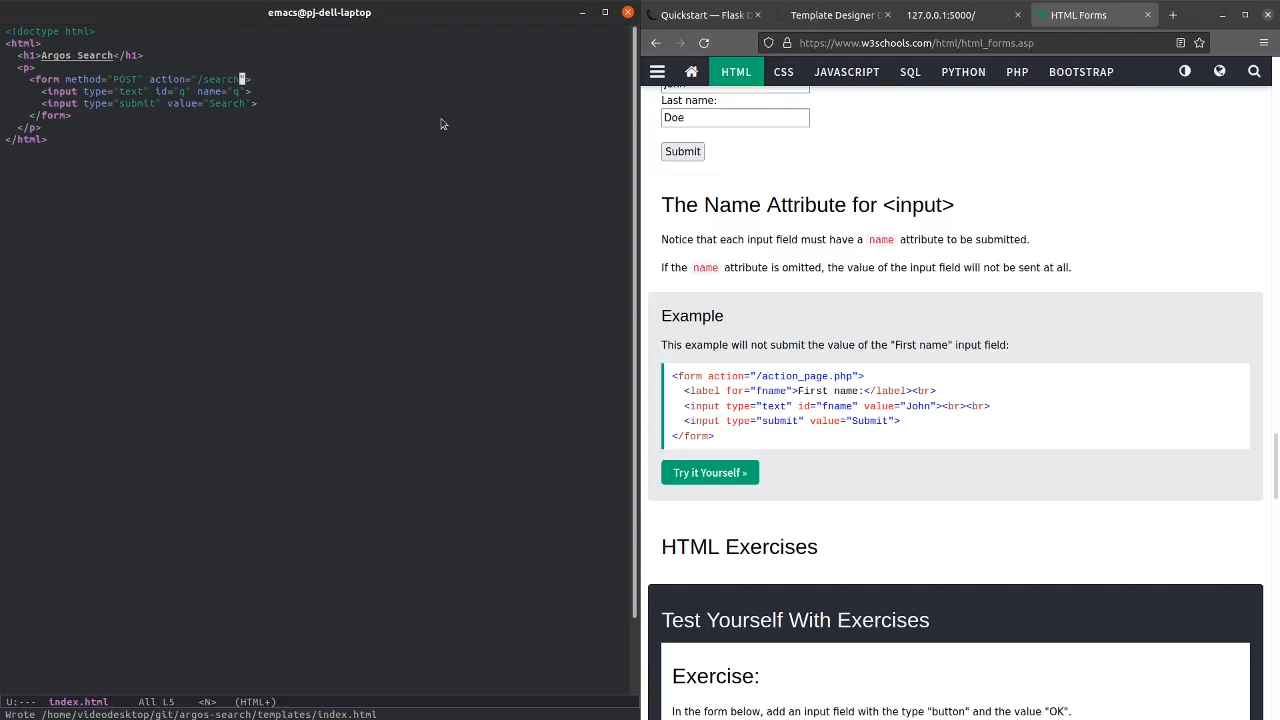 emacs@pj-dell-laptop
<!doctype html>
<html>
<h1>Argos Search</h1>
<p>
<form method="POST" action="/search">
<input type="text" id="q" name="q">
<input type="submit" value="Search">
</form>
</p>
</html>
U:--- index.html All L5 <N> (HTML+)
Wrote /home/videodesktop/git/argos-search/templates/index.html
Quickstart — Flask D
Template Designer D
127.0.0.1:5000/
HTML Forms
https://www.w3schools.com/html/html_forms.asp
HTML CSS JAVASCRIPT SQL PYTHON PHP BOOTSTRAP
John
Last name:
Doe
Submit
The Name Attribute for <input>
Notice that each input field must have a name attribute to be submitted.
If the name attribute is omitted, the value of the input field will not be sent at all.
Example
This example will not submit the value of the "First name" input field:
<form action="/action_page.php">
<label for="fname">First name:</label><br>
<input type="text" id="fname" value="John"><br><br>
<input type="submit" value="Submit">
</form>
Try it Yourself »
HTML Exercises
Test Yourself With Exercises
Exercise:
In the form below, add an input field with the type "button" and the value "OK".